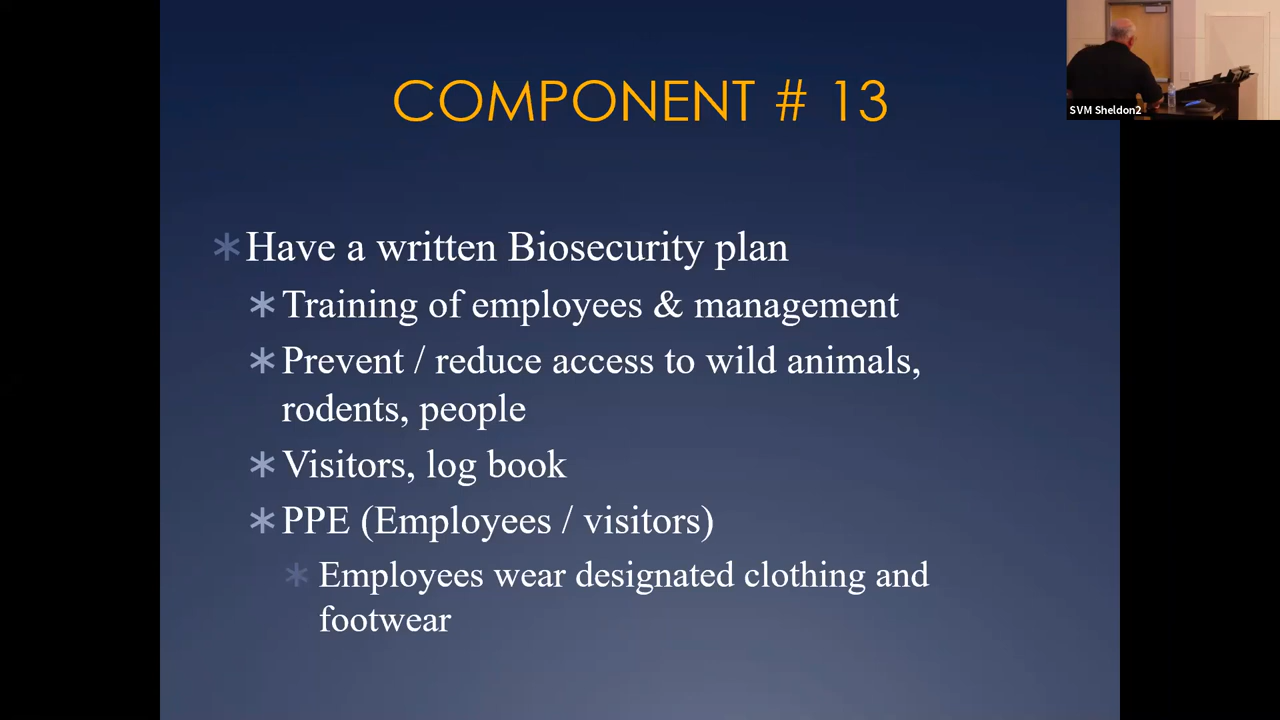 COMPONENT # 13
SVM Sheldon2
Have a written Biosecurity plan
Training of employees & management
Prevent / reduce access to wild animals,
rodents, people
Visitors, log book
PPE (Employees / visitors)
Employees wear designated clothing and
footwear